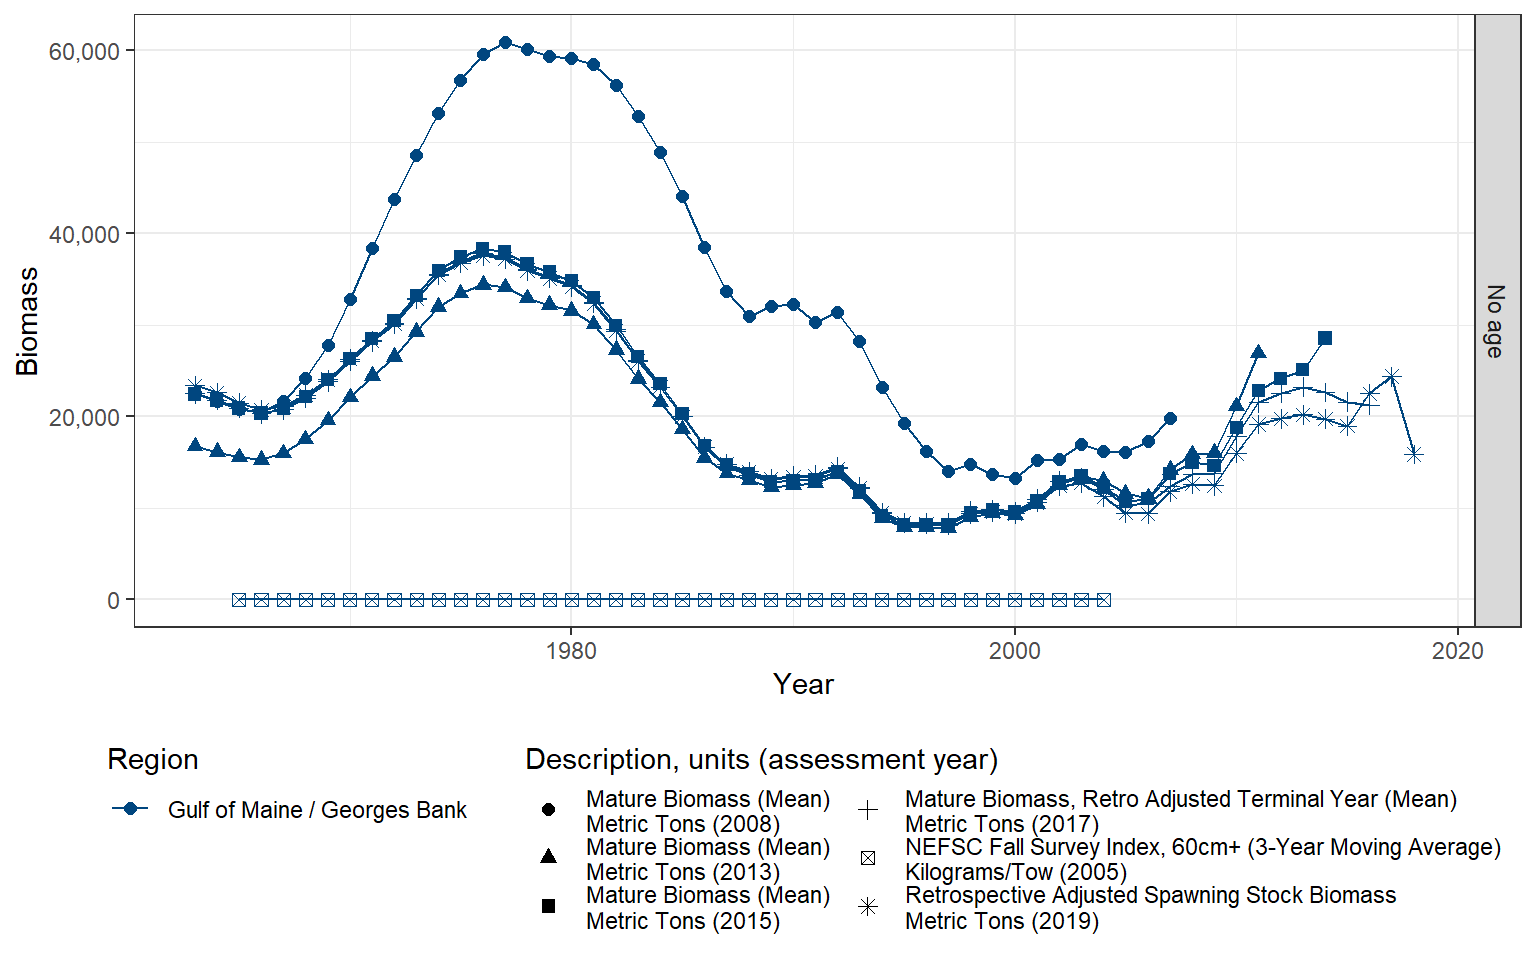 60,000
40,000
20,000
0
Biomass
No age
1980
2000
2020
Year
Region
Gulf of Maine / Georges Bank
Description, units (assessment year)
Mature Biomass (Mean)
Metric Tons (2008)
Mature Biomass (Mean)
Metric Tons (2013)
Mature Biomass (Mean)
Metric Tons (2015)
Mature Biomass, Retro Adjusted Terminal Year (Mean)
Metric Tons (2017)
NEFSC Fall Survey Index, 60cm+ (3-Year Moving Average)
Kilograms/Tow (2005)
Retrospective Adjusted Spawning Stock Biomass
Metric Tons (2019)